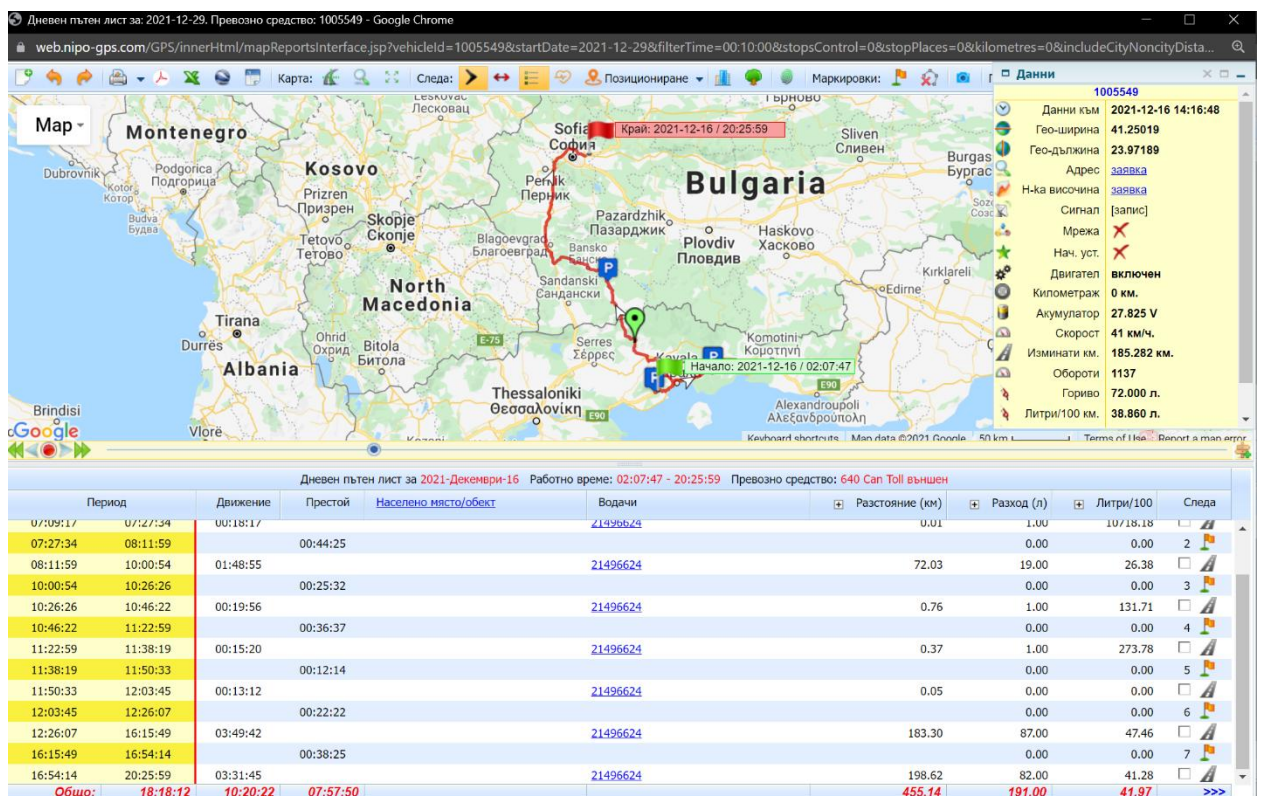 Дневен пътен лист за: 2021-12-29. Превозно средство: 1005549 - Google Chrome
web.nipo-gps.com/GPS/innerHtml/mapReportsInterface.jsp?vehicleId=1005549&startDate=2021-12-29&filterTime=00:10:00&stopsControl=0&stopPlaces=0&kilometres=0&includeCityNoncityDista...
Карта: Следа: Позициониране Маркировки:
Данни
1005549
Данни към 2021-12-16 14:16:48
Гео-ширина 41.25019
Гео-дължина 23.97189
Адрес заявка
Н-ка височина заявка
Сигнал [запис]
Мрежа
Нач. уст.
Двигател включен
Километраж 0 км.
Акумулатор 27.825 V
Скорост 41 км/ч.
Изминати км. 185.282 км.
Обороти 1137
Гориво 72.000 л.
Литри/100 км. 38.860 л.
Map
Leskovac
Лесковац
Montenegro
Sofia
София
Край: 2021-12-16 / 20:25:59
Sliven
Сливен
Burgas
Бургас
Dubrovnik
Podgorica
Подгорица
Kotor
Котор
Kosovo
Prizren
Призрен
Pernik
Перник
Bulgaria
Budva
Будва
Skopje
Скопје
Tetovo
Тетово
Pazardzhik
Пазарджик
Blagoevgrad
Благоевград
Bansko
Банско
Plovdiv
Пловдив
Haskovo
Хасково
Kırklareli
North
Macedonia
Sandanski
Сандански
Edirne
Tirana
Durrës
Ohrid
Охрид
Bitola
Битола
E-75
Serres
Σέρρες
Komotini
Κομοτηνή
Albania
Kavala
P
P
P
Начало: 2021-12-16 / 02:07:47
E90
Thessaloniki
Θεσσαλονίκη
E90
Alexandroupoli
Αλεξανδρούπολη
Brindisi
Vlorë
Google
Keyboard shortcuts Map data ©2021 Google 50 km Terms of Use Report a map error
Дневен пътен лист за 2021-Декември-16 Работно време: 02:07:47 - 20:25:59 Превозно средство: 640 Can Toll външен
Период Движение Престой Населено място/обект Водачи Разстояние (км) Разход (л) Литри/100 Следа
07:09:17 07:27:34 00:18:17 21496624 0.01 1.00 10718.18
07:27:34 08:11:59 00:44:25 0.00 0.00 2
08:11:59 10:00:54 01:48:55 21496624 72.03 19.00 26.38
10:00:54 10:26:26 00:25:32 0.00 0.00 3
10:26:26 10:46:22 00:19:56 21496624 0.76 1.00 131.71
10:46:22 11:22:59 00:36:37 0.00 0.00 4
11:22:59 11:38:19 00:15:20 21496624 0.37 1.00 273.78
11:38:19 11:50:33 00:12:14 0.00 0.00 5
11:50:33 12:03:45 00:13:12 21496624 0.05 0.00 0.00
12:03:45 12:26:07 00:22:22 0.00 0.00 6
12:26:07 16:15:49 03:49:42 21496624 183.30 87.00 47.46
16:15:49 16:54:14 00:38:25 0.00 0.00 7
16:54:14 20:25:59 03:31:45 21496624 198.62 82.00 41.28
Общо: 18:18:12 10:20:22 07:57:50 455.14 191.00 41.97 >>>